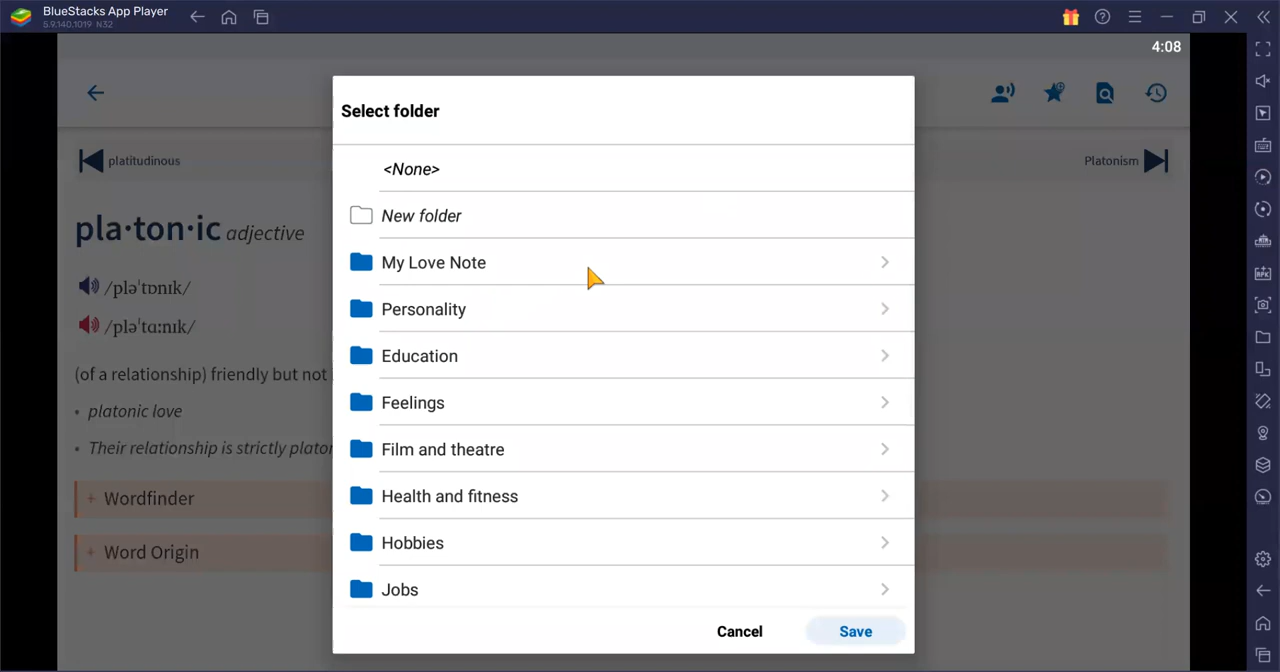 BlueStacks App Player
5.9.140.1019 N32
4:08
Select folder
platitudinous
Platonism
<None>
New folder
My Love Note
Personality
Education
Feelings
Film and theatre
Health and fitness
Hobbies
Jobs
Cancel
Save
pla·ton·ic adjective
/pləˈtɒnɪk/
/pləˈtɑːnɪk/
(of a relationship) friendly but not
• platonic love
• Their relationship is strictly
+ Wordfinder
+ Word Origin